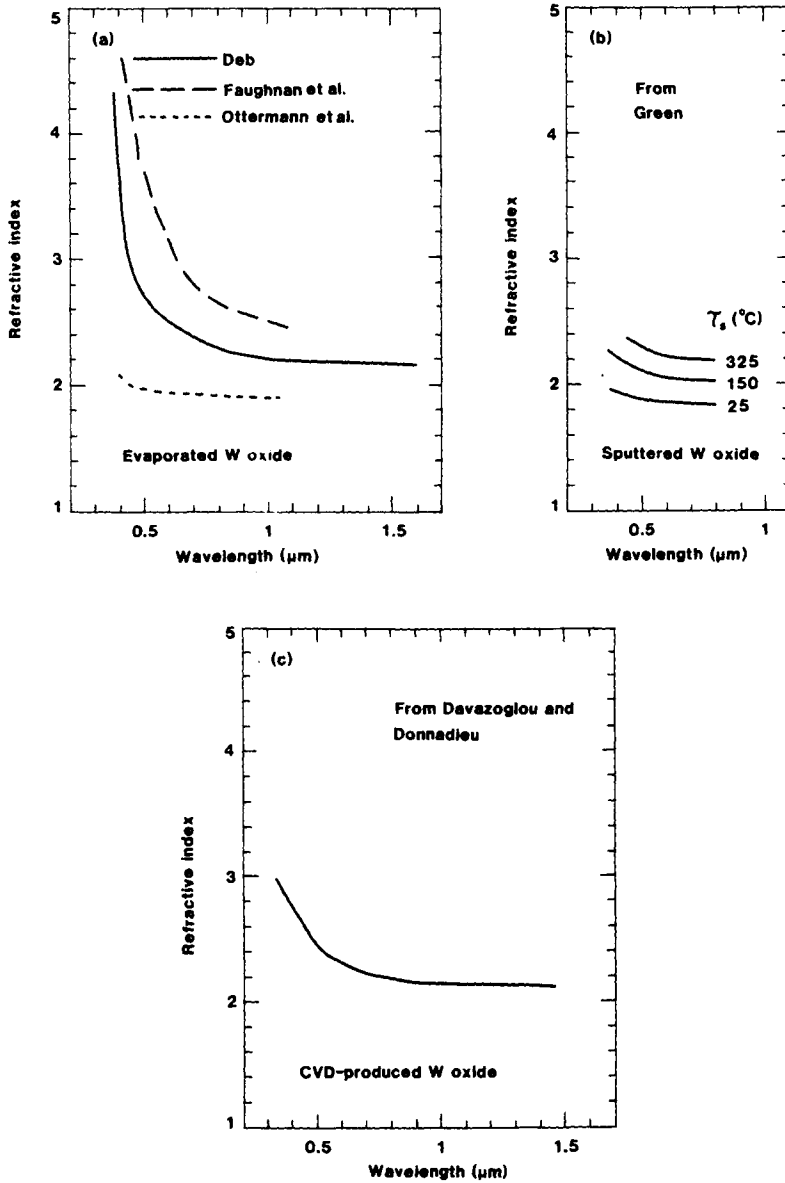 (a)
Deb
Faughnan et al.
Ottermann et al.
Refractive index
5
4
3
2
1
0.5
1
1.5
Evaporated W oxide
Wavelength (μm)
(b)
From
Green
Refractive index
5
4
3
2
1
0.5
1
τs (°C)
325
150
25
Sputtered W oxide
Wavelength (μm)
(c)
From Davazoglou and
Donnadieu
Refractive index
5
4
3
2
1
0.5
1
1.5
CVD-produced W oxide
Wavelength (μm)